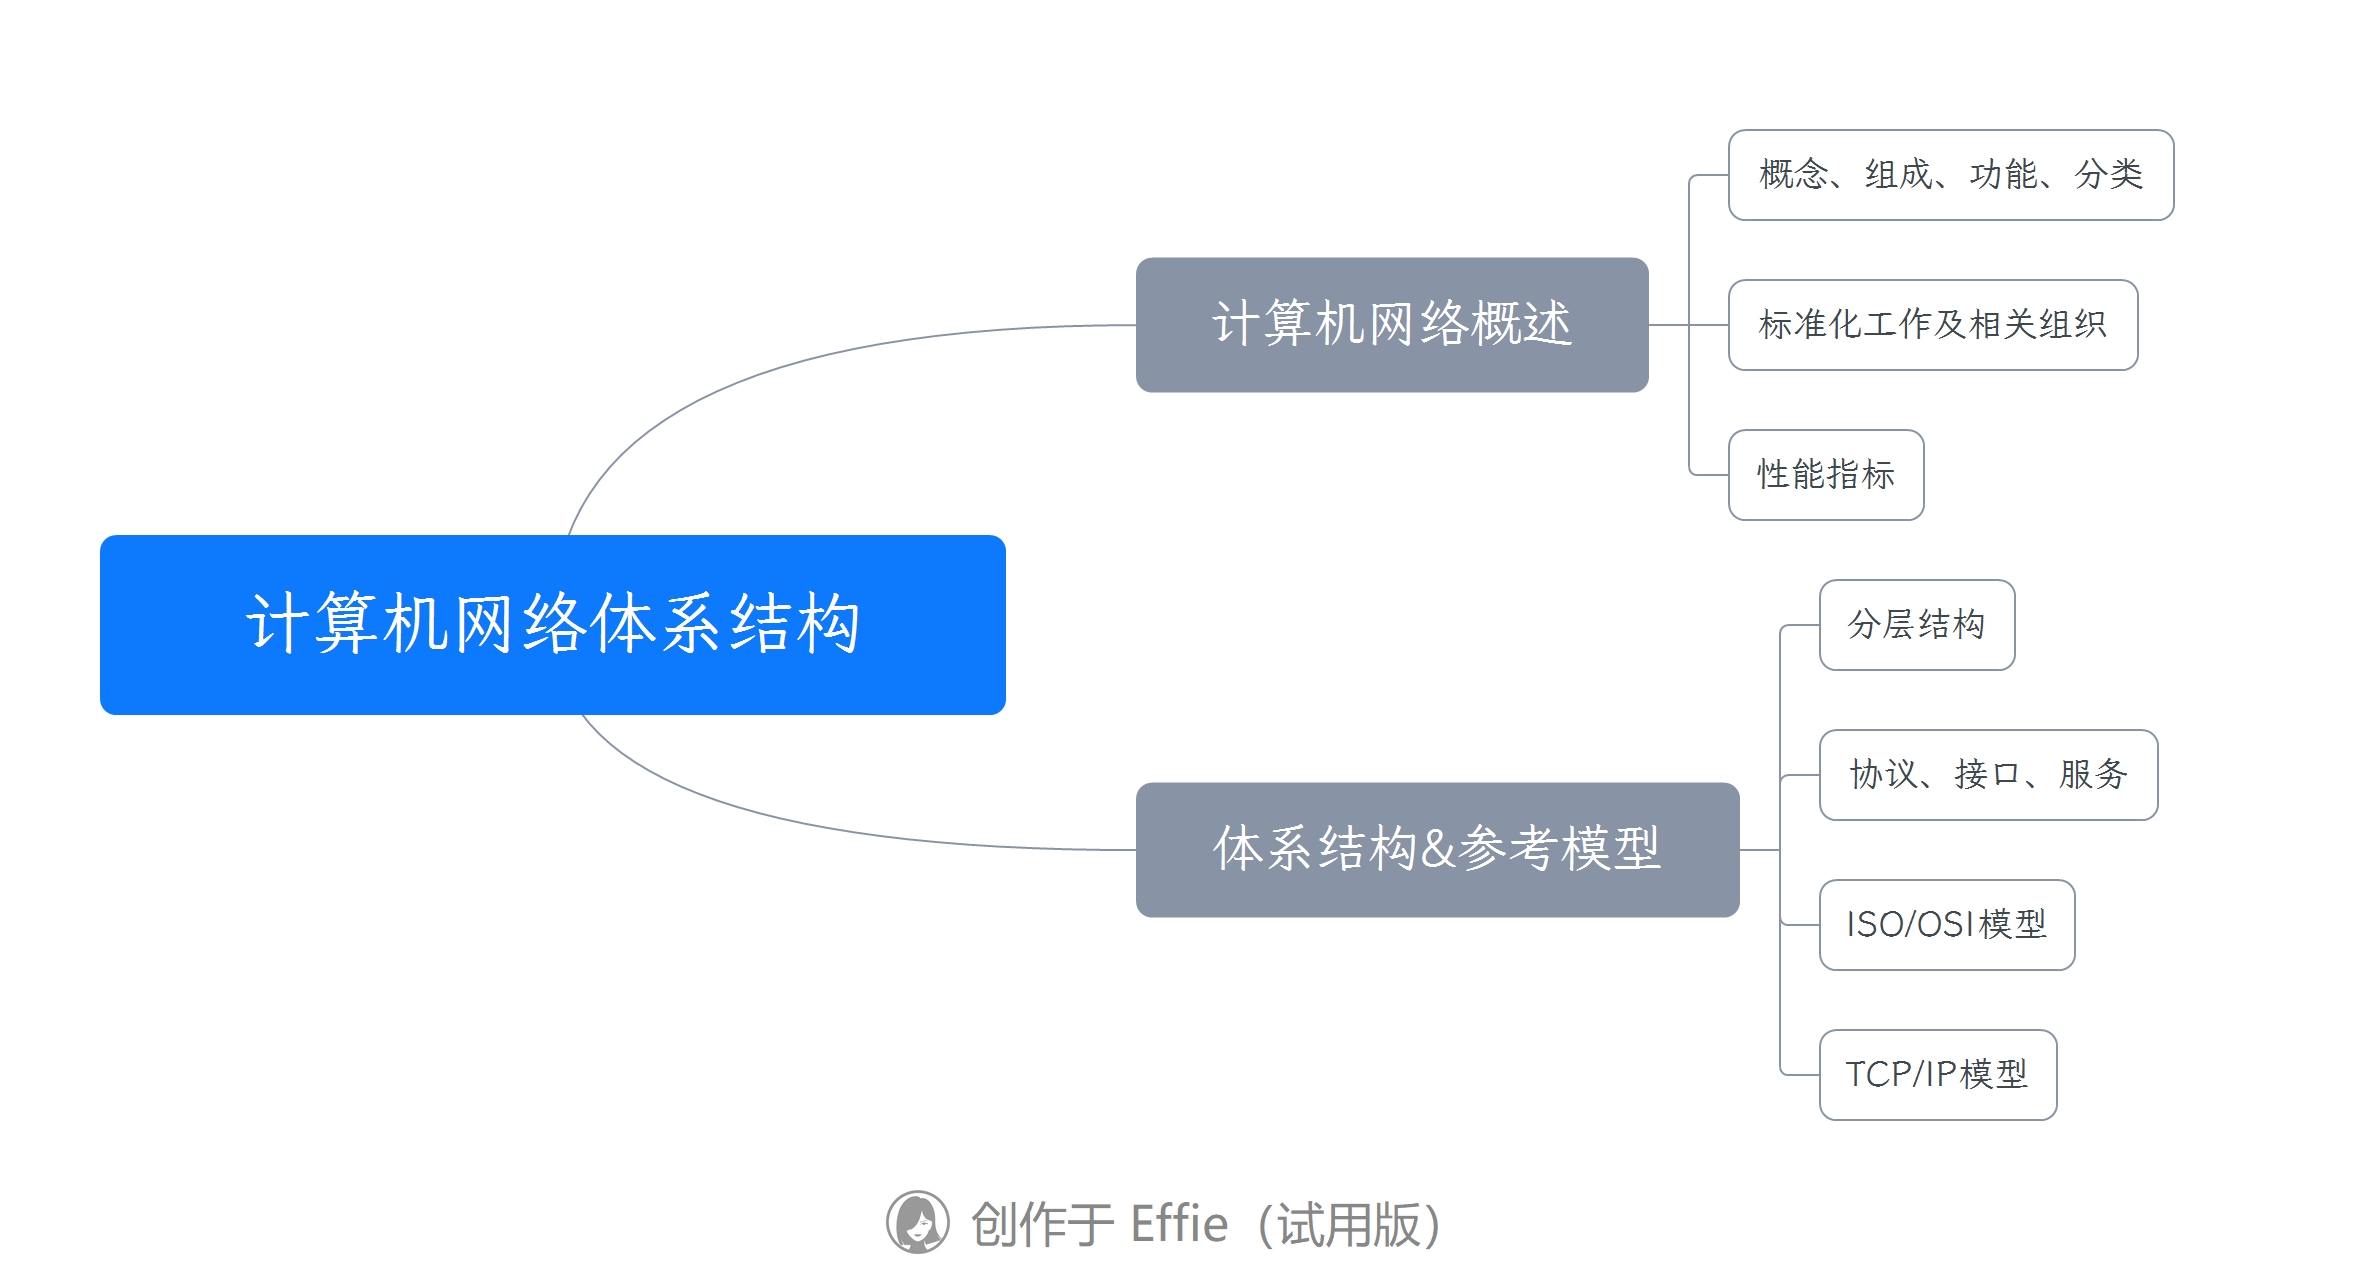 计算机网络体系结构
计算机网络概述
概念、组成、功能、分类
标准化工作及相关组织
性能指标
体系结构&参考模型
分层结构
协议、接口、服务
ISO/OSI模型
TCP/IP模型
创作于 Effie（试用版）